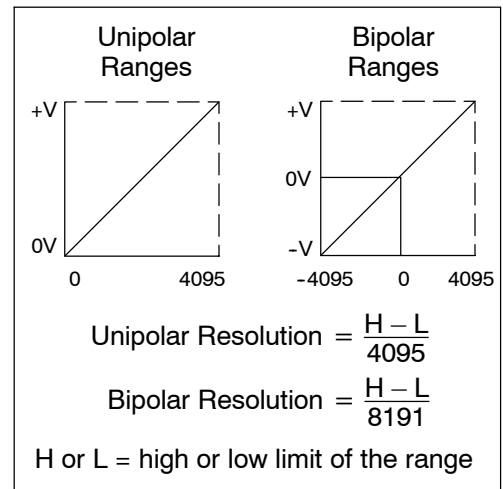 Unipolar Ranges
Bipolar Ranges
+V
0V
0
4095
+V
0V
--V
--4095
0
4095
Unipolar Resolution = H – L / 4095
Bipolar Resolution = H – L / 8191
H or L = high or low limit of the range